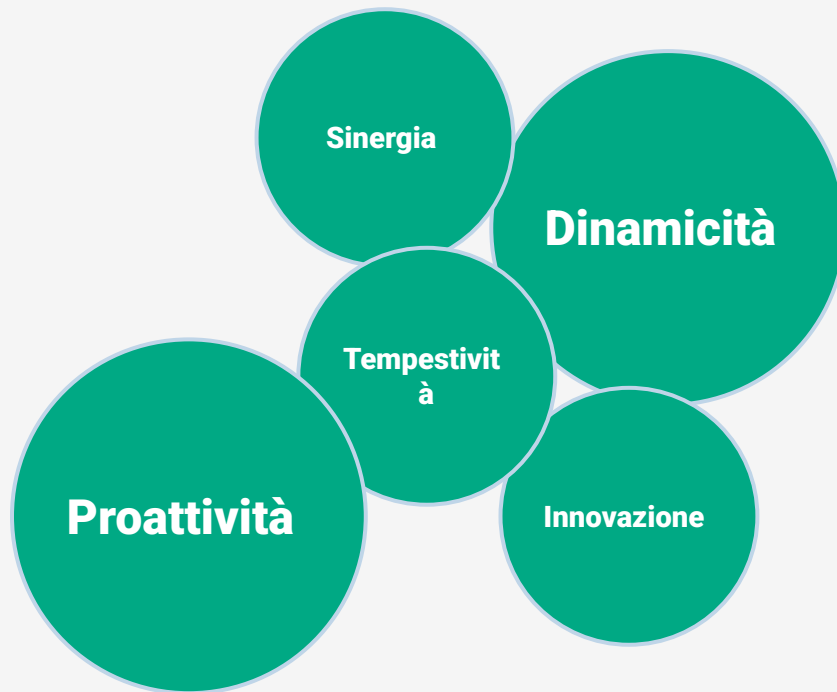 Sinergia
Dinamicità
Tempestivit
à
Proattività
Innovazione